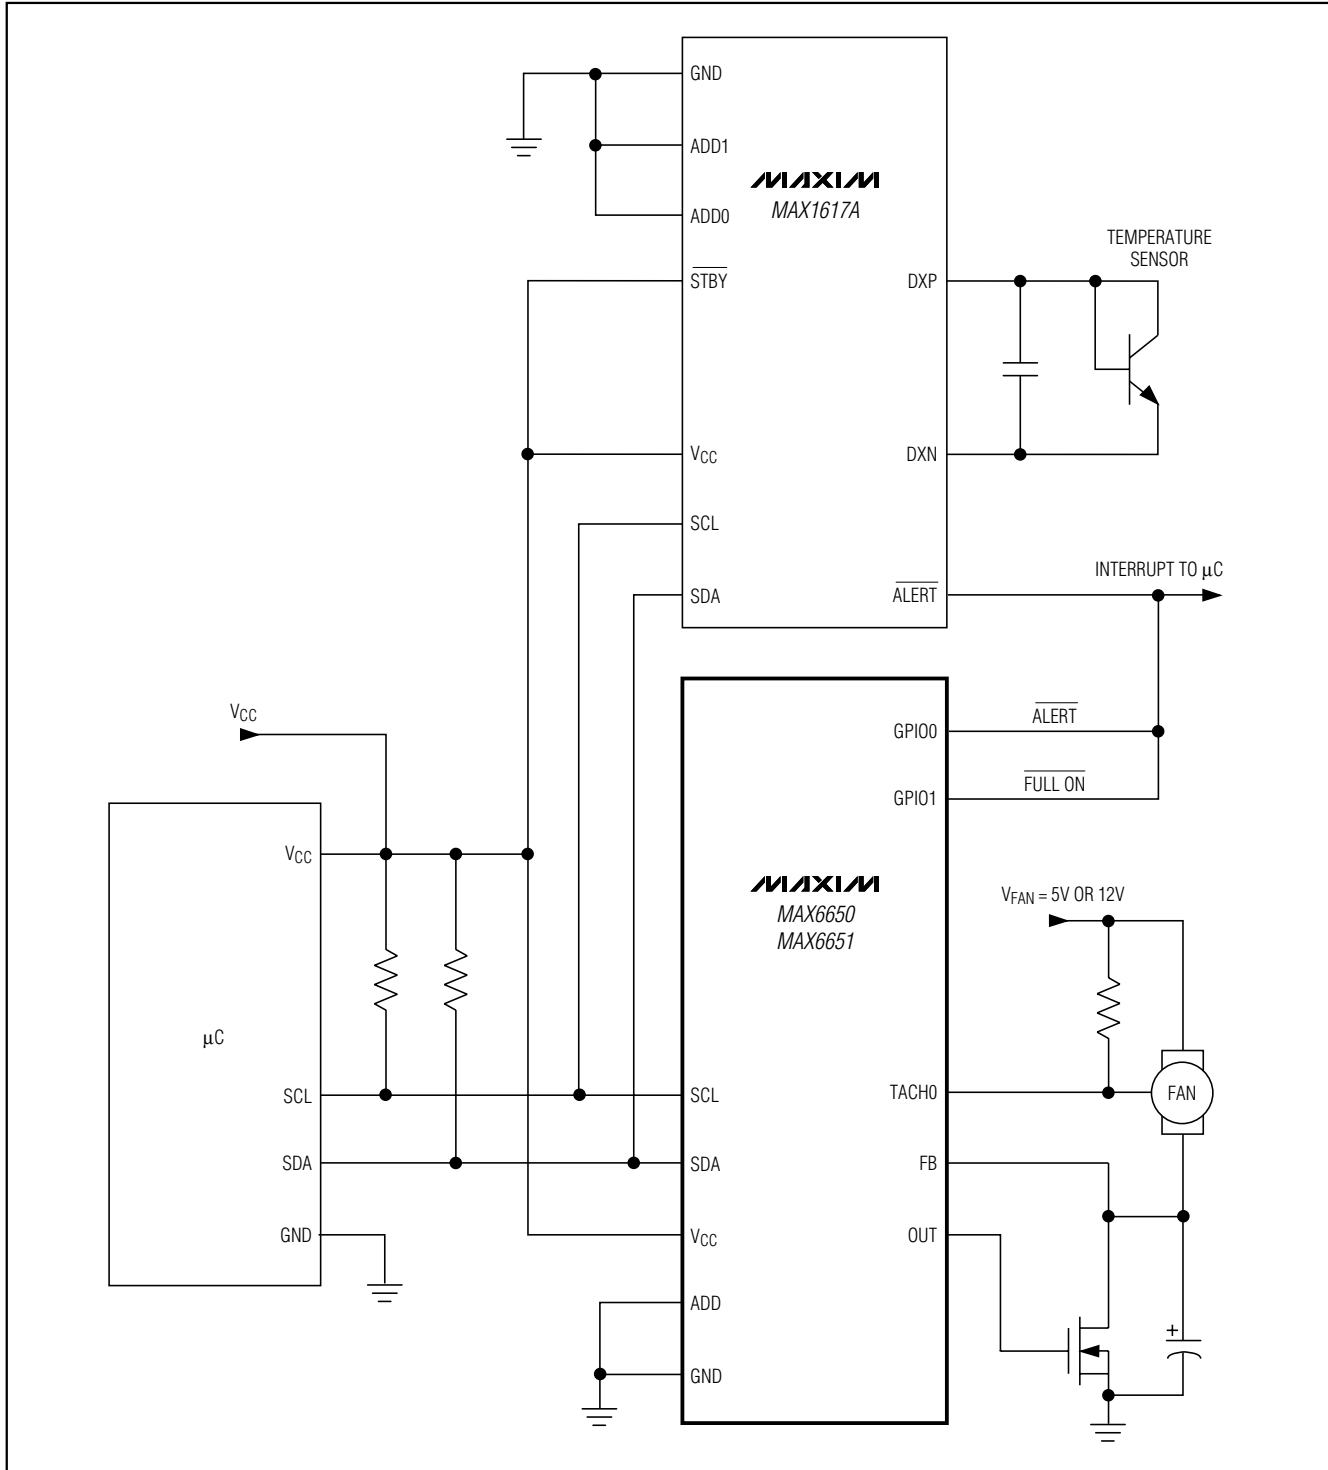 GND
ADD1
MAXIM
MAX1617A
ADD0
TEMPERATURE
SENSOR
STBY
DXP
VCC
DXN
SCL
INTERRUPT TO μC
SDA
ALERT
VCC
GPIO0
ALERT
GPIO1
FULL ON
VCC
MAXIM
MAX6650
MAX6651
VFAN = 5V OR 12V
μC
SCL
SCL
TACH0
FAN
SDA
SDA
FB
GND
VCC
OUT
ADD
+
GND